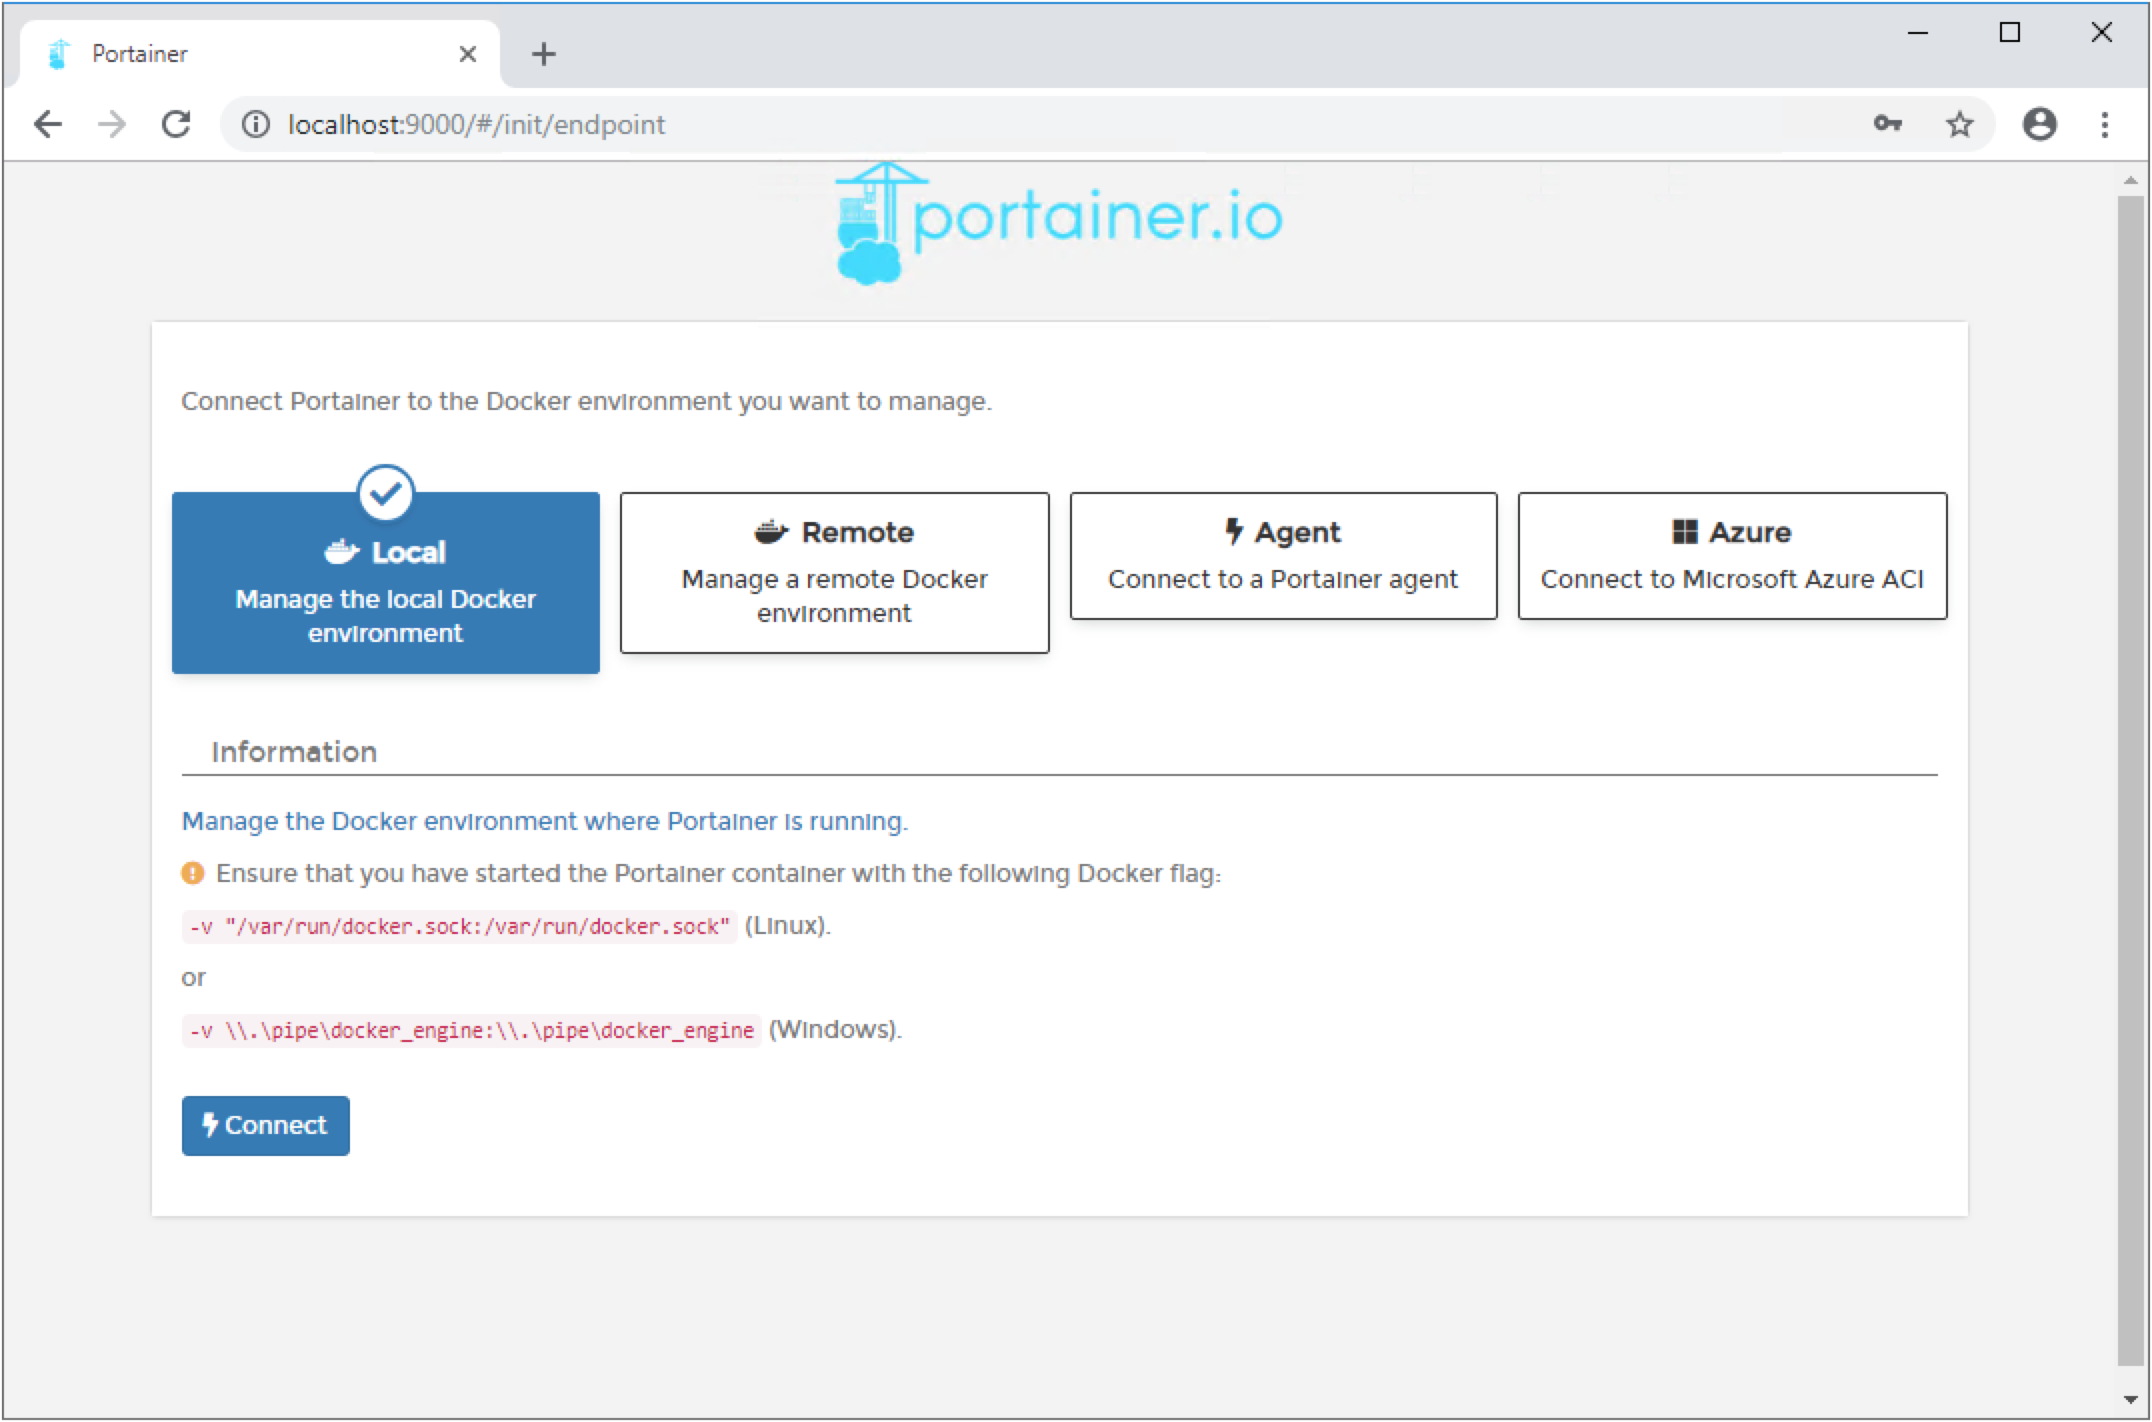 Portainer
localhost:9000/#/init/endpoint
portainer.io
Connect Portainer to the Docker environment you want to manage.
Local
Manage the local Docker
environment
Remote
Manage a remote Docker
environment
Agent
Connect to a Portainer agent
Azure
Connect to Microsoft Azure ACI
Information
Manage the Docker environment where Portainer is running.
Ensure that you have started the Portainer container with the following Docker flag:
-v "/var/run/docker.sock:/var/run/docker.sock" (Linux).
or
-v \\.\pipe\docker_engine:\\.\pipe\docker_engine (Windows).
Connect